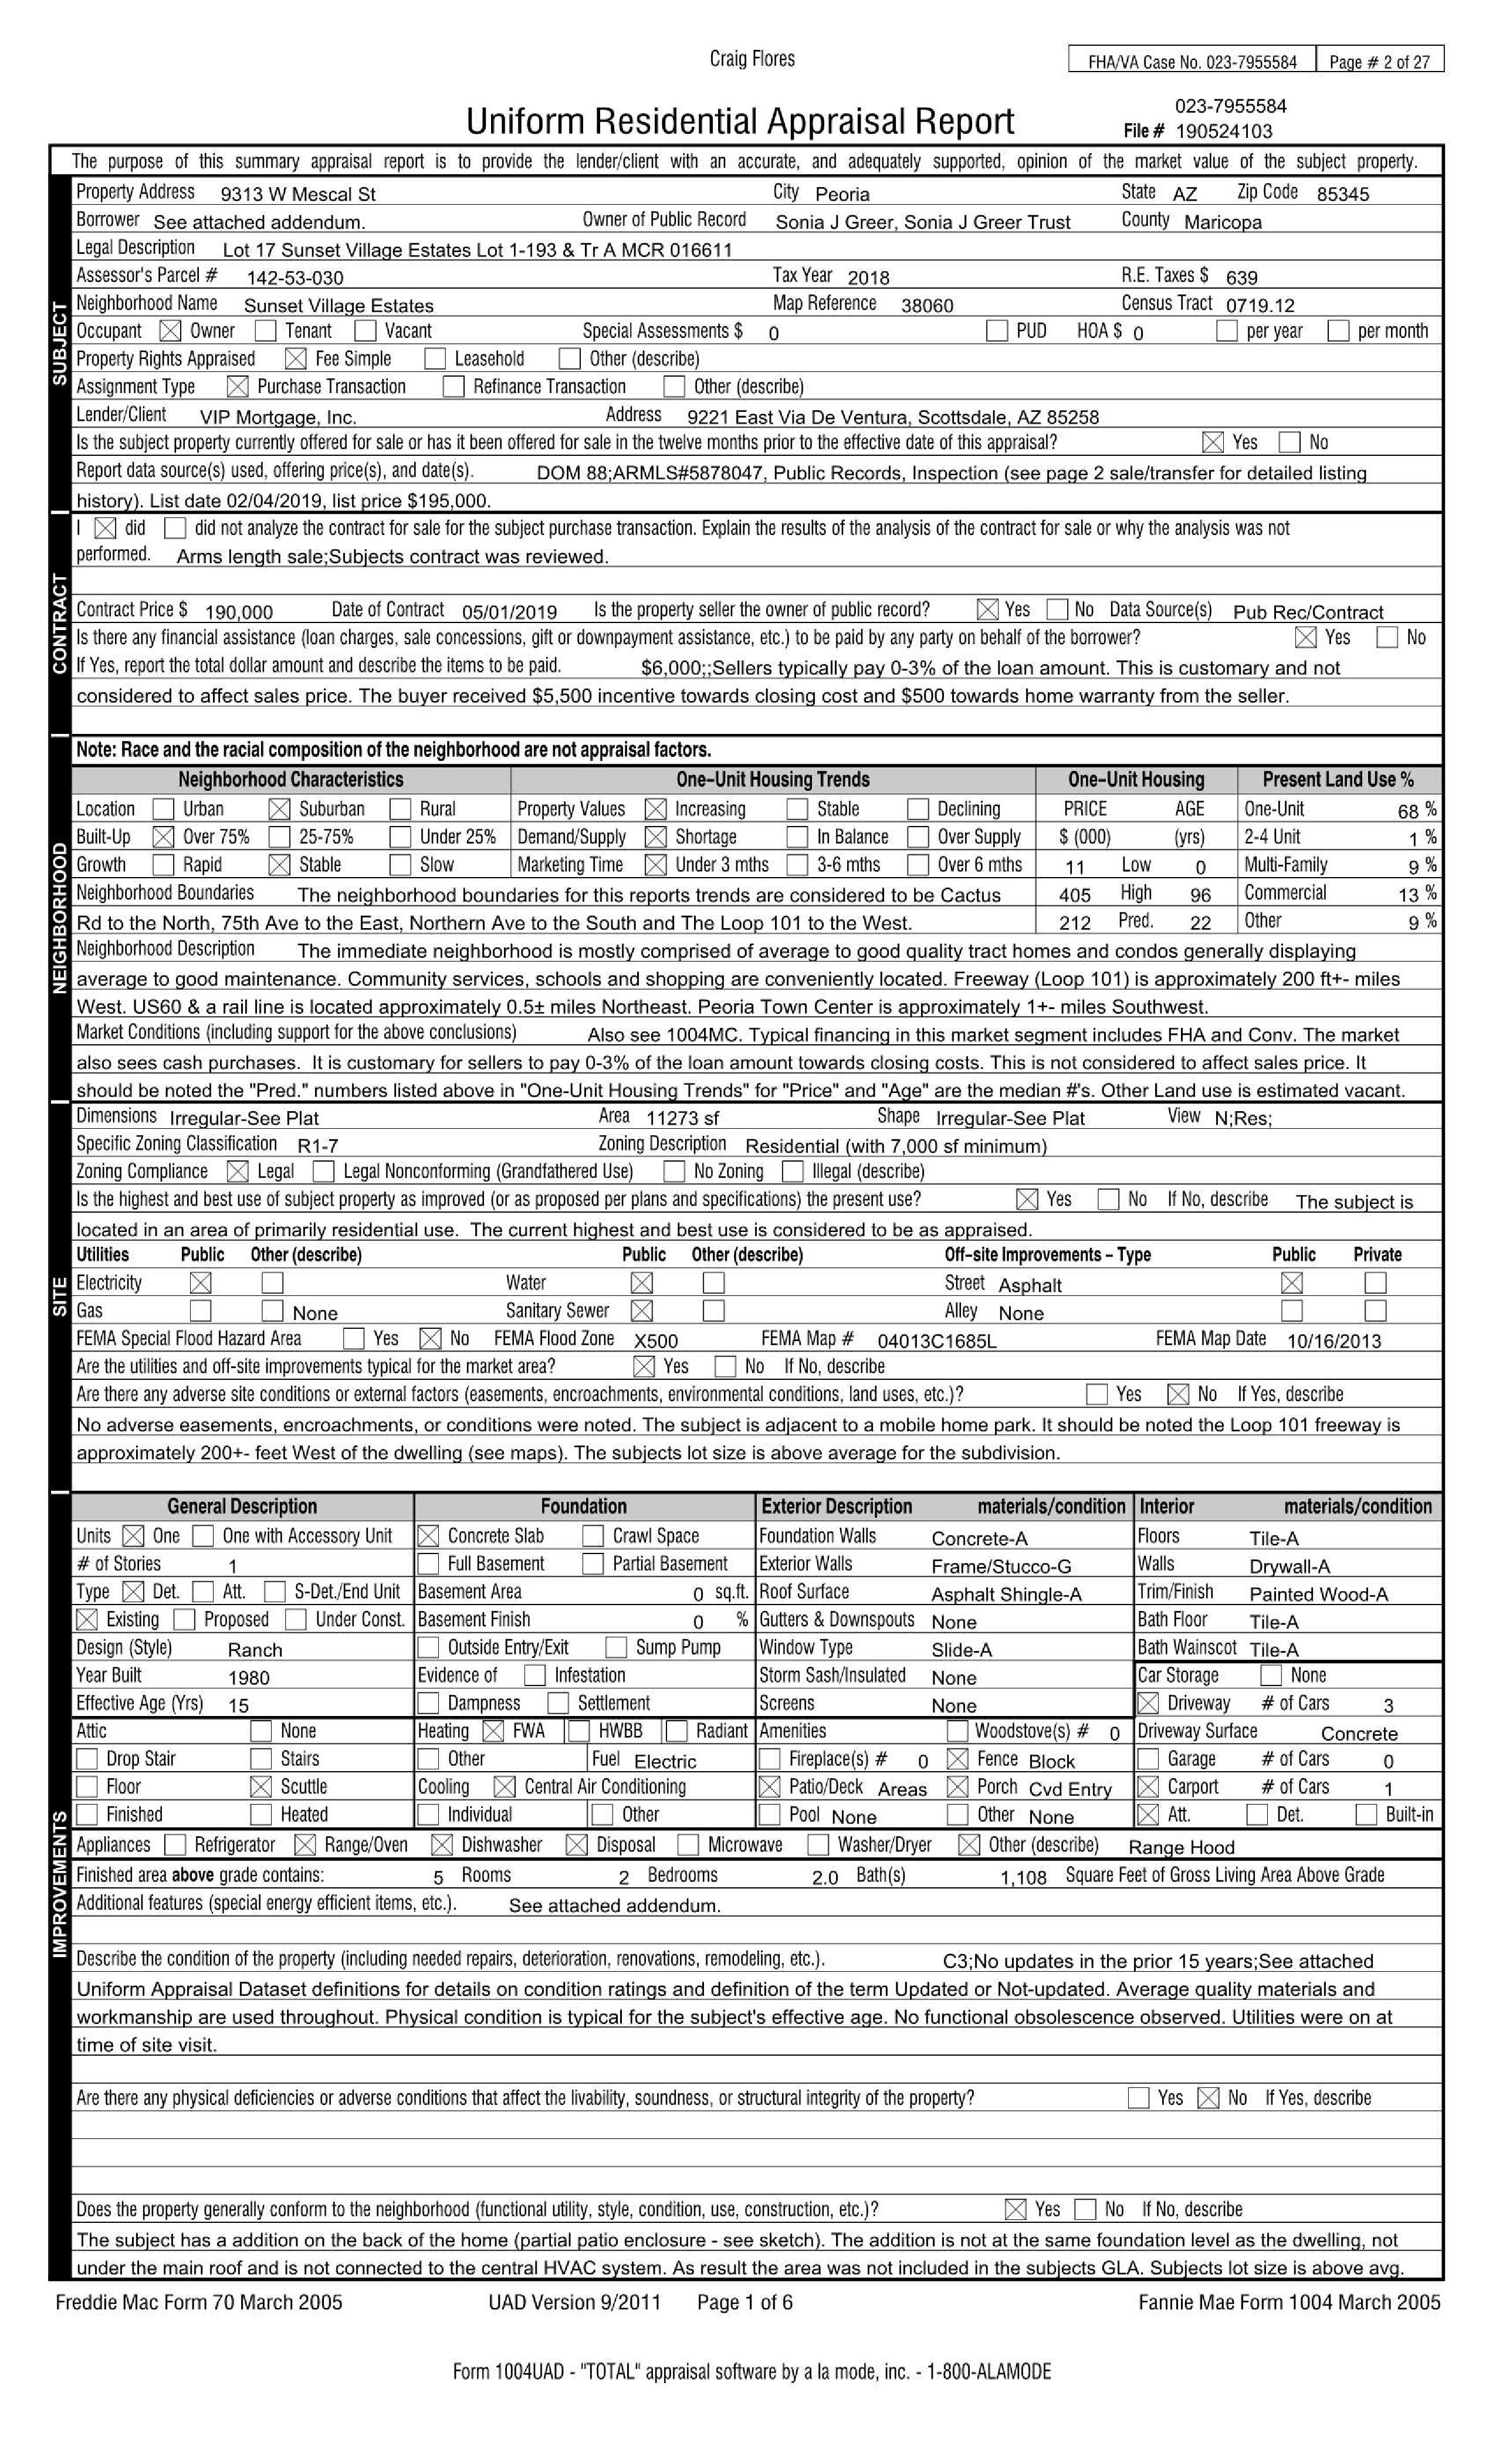 Craig Flores
FHA/VA Case No. 023-7955584 Page # 2 of 27
023-7955584
Uniform Residential Appraisal Report File # 190524103
The purpose of this summary appraisal report is to provide the lender/client with an accurate, and adequately supported, opinion of the market value of the subject property.
SUBJECT
Property Address 9313 W Mescal St City Peoria State AZ Zip Code 85345
Borrower See attached addendum. Owner of Public Record Sonia J Greer, Sonia J Greer Trust County Maricopa
Legal Description Lot 17 Sunset Village Estates Lot 1-193 & Tr A MCR 016611
Assessor's Parcel # 142-53-030 Tax Year 2018 R.E. Taxes $ 639
Neighborhood Name Sunset Village Estates Map Reference 38060 Census Tract 0719.12
Occupant ☒ Owner ☐ Tenant ☐ Vacant Special Assessments $ 0 ☐ PUD HOA $ 0 ☐ per year ☐ per month
Property Rights Appraised ☒ Fee Simple ☐ Leasehold ☐ Other (describe)
Assignment Type ☒ Purchase Transaction ☐ Refinance Transaction ☐ Other (describe)
Lender/Client VIP Mortgage, Inc. Address 9221 East Via De Ventura, Scottsdale, AZ 85258
Is the subject property currently offered for sale or has it been offered for sale in the twelve months prior to the effective date of this appraisal? ☒ Yes ☐ No
Report data source(s) used, offering price(s), and date(s). DOM 88;ARMLS#5878047, Public Records, Inspection (see page 2 sale/transfer for detailed listing
history). List date 02/04/2019, list price $195,000.
CONTRACT
I ☒ did ☐ did not analyze the contract for sale for the subject purchase transaction. Explain the results of the analysis of the contract for sale or why the analysis was not
performed. Arms length sale;Subjects contract was reviewed.
Contract Price $ 190,000 Date of Contract 05/01/2019 Is the property seller the owner of public record? ☒ Yes ☐ No Data Source(s) Pub Rec/Contract
Is there any financial assistance (loan charges, sale concessions, gift or downpayment assistance, etc.) to be paid by any party on behalf of the borrower? ☒ Yes ☐ No
If Yes, report the total dollar amount and describe the items to be paid. $6,000;;Sellers typically pay 0-3% of the loan amount. This is customary and not
considered to affect sales price. The buyer received $5,500 incentive towards closing cost and $500 towards home warranty from the seller.
NEIGHBORHOOD
Note: Race and the racial composition of the neighborhood are not appraisal factors.
Neighborhood Characteristics One-Unit Housing Trends One-Unit Housing Present Land Use %
Location ☐ Urban ☒ Suburban ☐ Rural Property Values ☒ Increasing ☐ Stable ☐ Declining PRICE AGE One-Unit 68 %
Built-Up ☒ Over 75% ☐ 25-75% ☐ Under 25% Demand/Supply ☒ Shortage ☐ In Balance ☐ Over Supply $ (000) (yrs) 2-4 Unit 1 %
Growth ☐ Rapid ☒ Stable ☐ Slow Marketing Time ☒ Under 3 mths ☐ 3-6 mths ☐ Over 6 mths 11 Low 0 Multi-Family 9 %
Neighborhood Boundaries The neighborhood boundaries for this reports trends are considered to be Cactus 405 High 96 Commercial 13 %
Rd to the North, 75th Ave to the East, Northern Ave to the South and The Loop 101 to the West. 212 Pred. 22 Other 9 %
Neighborhood Description The immediate neighborhood is mostly comprised of average to good quality tract homes and condos generally displaying
average to good maintenance. Community services, schools and shopping are conveniently located. Freeway (Loop 101) is approximately 200 ft+- miles
West. US60 & a rail line is located approximately 0.5± miles Northeast. Peoria Town Center is approximately 1+- miles Southwest.
Market Conditions (including support for the above conclusions) Also see 1004MC. Typical financing in this market segment includes FHA and Conv. The market
also sees cash purchases. It is customary for sellers to pay 0-3% of the loan amount towards closing costs. This is not considered to affect sales price. It
should be noted the "Pred." numbers listed above in "One-Unit Housing Trends" for "Price" and "Age" are the median #'s. Other Land use is estimated vacant.
SITE
Dimensions Irregular-See Plat Area 11273 sf Shape Irregular-See Plat View N;Res;
Specific Zoning Classification R1-7 Zoning Description Residential (with 7,000 sf minimum)
Zoning Compliance ☒ Legal ☐ Legal Nonconforming (Grandfathered Use) ☐ No Zoning ☐ Illegal (describe)
Is the highest and best use of subject property as improved (or as proposed per plans and specifications) the present use? ☒ Yes ☐ No If No, describe The subject is
located in an area of primarily residential use. The current highest and best use is considered to be as appraised.
Utilities Public Other (describe) Public Other (describe) Off-site Improvements - Type Public Private
Electricity ☒ ☐ Water ☒ ☐ Street Asphalt ☒ ☐
Gas ☐ ☐ None Sanitary Sewer ☒ ☐ Alley None ☐ ☐
FEMA Special Flood Hazard Area ☐ Yes ☒ No FEMA Flood Zone X500 FEMA Map # 04013C1685L FEMA Map Date 10/16/2013
Are the utilities and off-site improvements typical for the market area? ☒ Yes ☐ No If No, describe
Are there any adverse site conditions or external factors (easements, encroachments, environmental conditions, land uses, etc.)? ☐ Yes ☒ No If Yes, describe
No adverse easements, encroachments, or conditions were noted. The subject is adjacent to a mobile home park. It should be noted the Loop 101 freeway is
approximately 200+- feet West of the dwelling (see maps). The subjects lot size is above average for the subdivision.
IMPROVEMENTS
General Description Foundation Exterior Description materials/condition Interior materials/condition
Units ☒ One ☐ One with Accessory Unit ☒ Concrete Slab ☐ Crawl Space Foundation Walls Concrete-A Floors Tile-A
# of Stories 1 ☐ Full Basement ☐ Partial Basement Exterior Walls Frame/Stucco-G Walls Drywall-A
Type ☒ Det. ☐ Att. ☐ S-Det./End Unit Basement Area 0 sq.ft. Roof Surface Asphalt Shingle-A Trim/Finish Painted Wood-A
☒ Existing ☐ Proposed ☐ Under Const. Basement Finish 0 % Gutters & Downspouts None Bath Floor Tile-A
Design (Style) Ranch ☐ Outside Entry/Exit ☐ Sump Pump Window Type Slide-A Bath Wainscot Tile-A
Year Built 1980 Evidence of ☐ Infestation Storm Sash/Insulated None Car Storage ☐ None
Effective Age (Yrs) 15 ☐ Dampness ☐ Settlement Screens None ☒ Driveway # of Cars 3
Attic ☐ None Heating ☒ FWA ☐ HWBB ☐ Radiant Amenities ☐ Woodstove(s) # 0 Driveway Surface Concrete
☐ Drop Stair ☐ Stairs ☐ Other Fuel Electric ☐ Fireplace(s) # 0 ☒ Fence Block ☐ Garage # of Cars 0
☐ Floor ☒ Scuttle Cooling ☒ Central Air Conditioning ☒ Patio/Deck Areas ☒ Porch Cvd Entry ☒ Carport # of Cars 1
☐ Finished ☐ Heated ☐ Individual ☐ Other ☐ Pool None ☐ Other None ☒ Att. ☐ Det. ☐ Built-in
Appliances ☐ Refrigerator ☒ Range/Oven ☒ Dishwasher ☒ Disposal ☐ Microwave ☐ Washer/Dryer ☒ Other (describe) Range Hood
Finished area above grade contains: 5 Rooms 2 Bedrooms 2.0 Bath(s) 1,108 Square Feet of Gross Living Area Above Grade
Additional features (special energy efficient items, etc.). See attached addendum.
Describe the condition of the property (including needed repairs, deterioration, renovations, remodeling, etc.). C3;No updates in the prior 15 years;See attached
Uniform Appraisal Dataset definitions for details on condition ratings and definition of the term Updated or Not-updated. Average quality materials and
workmanship are used throughout. Physical condition is typical for the subject's effective age. No functional obsolescence observed. Utilities were on at
time of site visit.
Are there any physical deficiencies or adverse conditions that affect the livability, soundness, or structural integrity of the property? ☐ Yes ☒ No If Yes, describe
Does the property generally conform to the neighborhood (functional utility, style, condition, use, construction, etc.)? ☒ Yes ☐ No If No, describe
The subject has a addition on the back of the home (partial patio enclosure - see sketch). The addition is not at the same foundation level as the dwelling, not
under the main roof and is not connected to the central HVAC system. As result the area was not included in the subjects GLA. Subjects lot size is above avg.
Freddie Mac Form 70 March 2005 UAD Version 9/2011 Page 1 of 6 Fannie Mae Form 1004 March 2005
Form 1004UAD - "TOTAL" appraisal software by a la mode, inc. - 1-800-ALAMODE